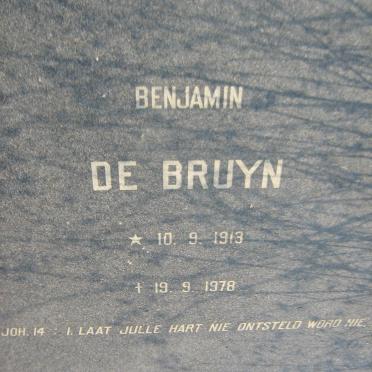 BENJAMIN
DE BRUYN
★ 10. 9. 1913
† 19. 9. 1978
JOH. 14 : 1. LAAT JULLE HART NIE ONTSTELD WORD NIE.